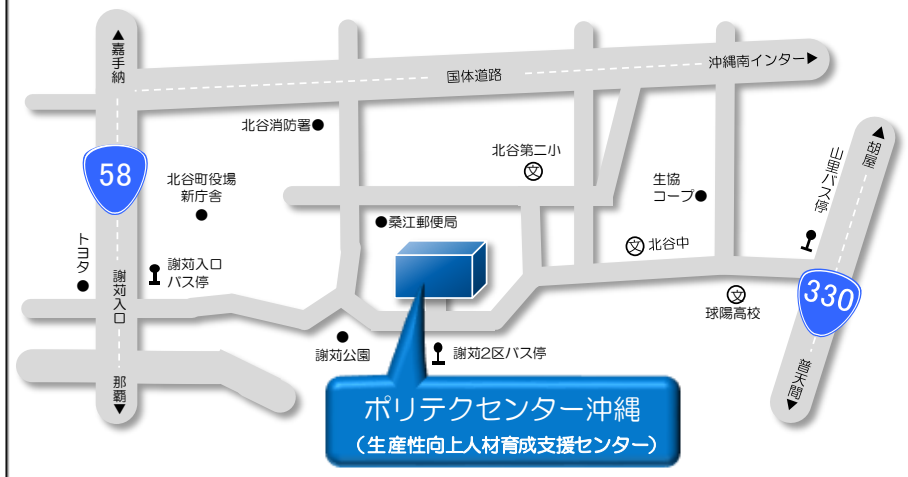 ▲嘉手納
国体道路
沖縄南インター▶
北谷消防署●
58
北谷町役場
新庁舎
●
北谷第二小
文
生協
コープ●
山里バス停
▲胡屋
●桑江郵便局
文北谷中
トヨタ●
謝苅入口
バス停
謝苅入口
330
文
球陽高校
●
謝苅公園
謝苅2区バス停
那覇▼
普天間▼
ポリテクセンター沖縄
(生産性向上人材育成支援センター)